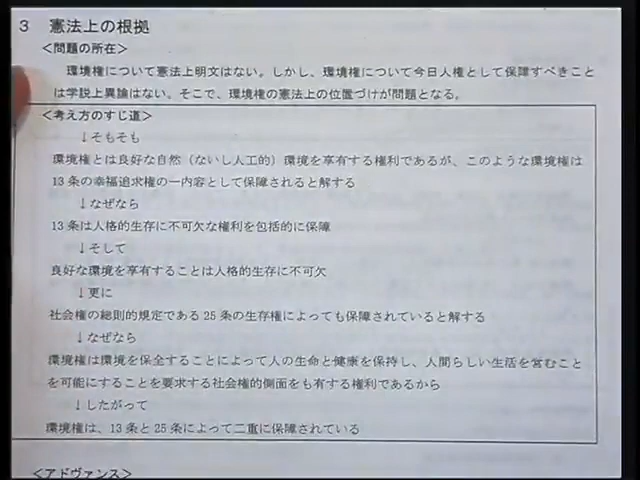 3 憲法上の根拠
＜問題の所在＞
環境権について憲法上明文はない。しかし、環境権について今日人権として保障すべきこと
は学説上異論はない。そこで、環境権の憲法上の位置づけが問題となる。
＜考え方のすじ道＞
↓そもそも
環境権とは良好な自然（ないし人工的）環境を享有する権利であるが、このような環境権は
13条の幸福追求権の一内容として保障されると解する
↓なぜなら
13条は人格的生存に不可欠な権利を包括的に保障
↓そして
良好な環境を享有することは人格的生存に不可欠
↓更に
社会権の総則的規定である25条の生存権によっても保障されていると解する
↓なぜなら
環境権は環境を保全することによって人の生命と健康を保持し、人間らしい生活を営むこと
を可能にすることを要求する社会権的側面をも有する権利であるから
↓したがって
環境権は、13条と25条によって二重に保障されている
＜アドヴァンス＞